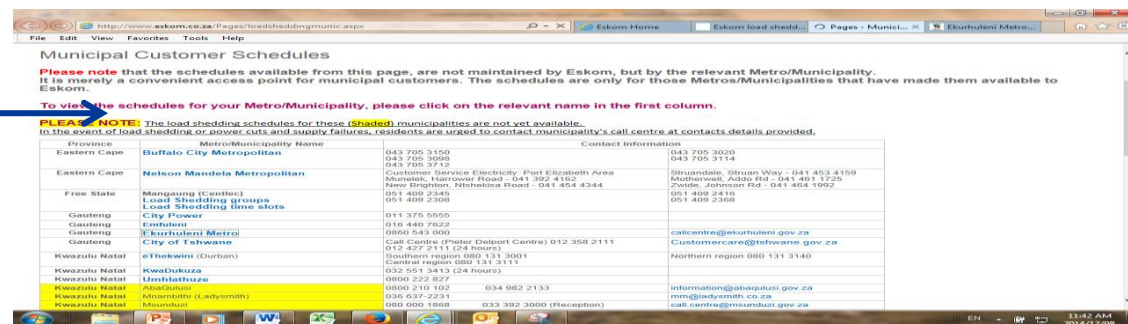 http://www.eskom.co.za/Pages/loadsheddingmunic.aspx
Eskom Home
Eskom load shedd...
Pages - Munici...
Ekurhuleni Metro...
File Edit View Favorites Tools Help
Municipal Customer Schedules
Please note that the schedules available from this page, are not maintained by Eskom, but by the relevant Metro/Municipality.
It is merely a convenient access point for municipal customers. The schedules are only for those Metros/Municipalities that have made them available to
Eskom.
To view the schedules for your Metro/Municipality, please click on the relevant name in the first column.
PLEASE NOTE: The load shedding schedules for these (Shaded) municipalities are not yet available.
In the event of load shedding or power cuts and supply failures, residents are urged to contact municipality's call centre at contacts details provided.
Province Metro/Municipality Name Contact Information
Eastern Cape Buffalo City Metropolitan 043 705 3150 043 705 3020
043 705 3098 043 705 3114
043 705 3712
Eastern Cape Nelson Mandela Metropolitan Customer Service Electricity: Port Elizabeth Area Struandale, Struan Way - 041 453 4159
Munelek, Harrower Road - 041 392 4162 Motherwell, Addo Rd - 041 461 1725
New Brighton, Ntshekisa Road - 041 454 4344 Zwide, Johnson Rd - 041 464 1992
Free State Mangaung (Centlec) 051 409 2345 051 409 2416
Load Shedding groups 051 409 2308 051 409 2368
Load Shedding time slots
Gauteng City Power 011 375 5555
Gauteng Emfuleni 016 440 7622
Gauteng Ekurhuleni Metro 0860 543 000 callcentre@ekurhuleni.gov.za
Gauteng City of Tshwane Call Centre (Pieter Delport Centre) 012 358 2111 Customercare@tshwane.gov.za
012 427 2111 (24 hours)
Kwazulu Natal eThekwini (Durban) Southern region 080 131 3001 Northern region 080 131 3140
Central region 080 131 3111
Kwazulu Natal KwaDukuza 032 551 3413 (24 hours)
Kwazulu Natal Umhlathuze 0800 222 827
Kwazulu Natal AbaQulusi 0800 210 102 034 982 2133 information@abaqulusi.gov.za
Kwazulu Natal Mnambithi (Ladysmith) 036 637-2231 mm@ladysmith.co.za
Kwazulu Natal Msunduzi 080 000 1868 033 392 3000 (Reception) call.centre@msunduzi.gov.za
EN 11:42 AM
2014/12/08